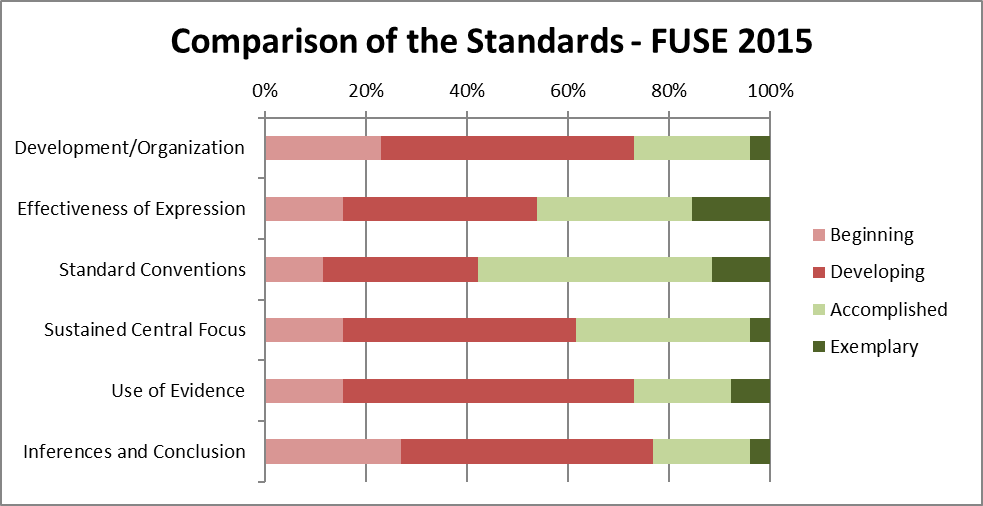 Comparison of the Standards - FUSE 2015
0% 20% 40% 60% 80% 100%
Development/Organization
Effectiveness of Expression
Standard Conventions
Sustained Central Focus
Use of Evidence
Inferences and Conclusion
Beginning
Developing
Accomplished
Exemplary